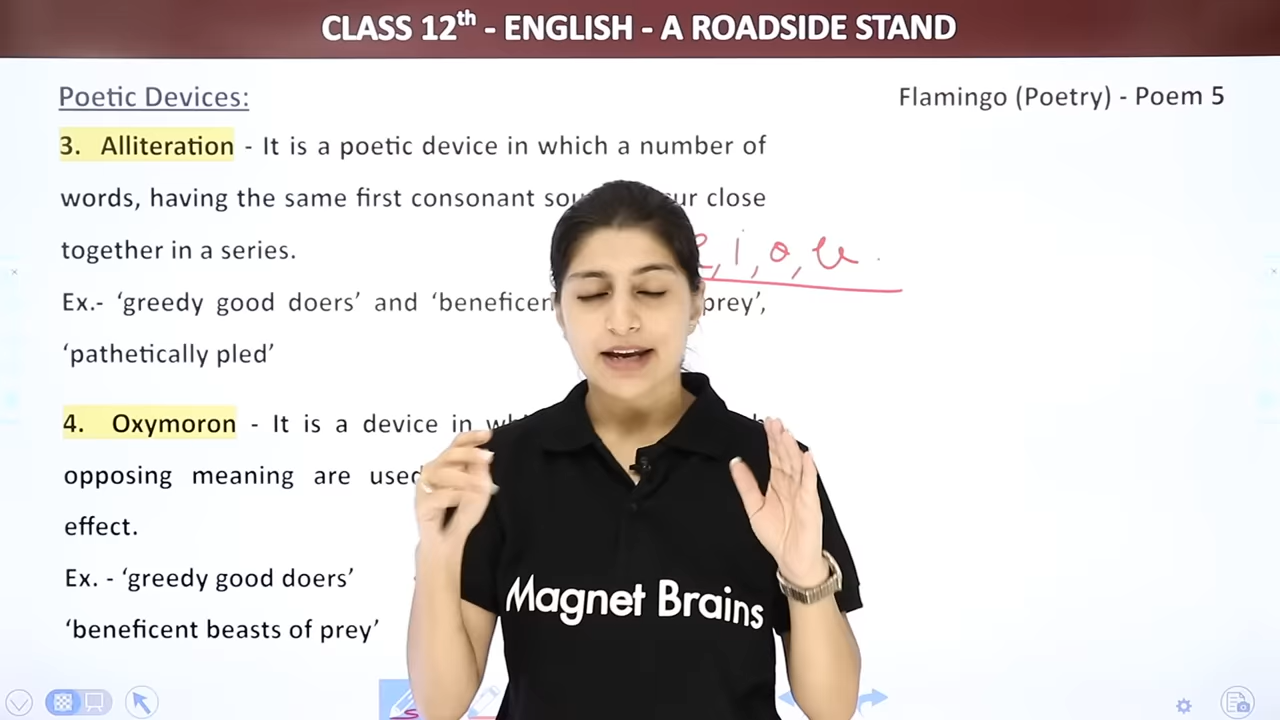 CLASS 12th - ENGLISH - A ROADSIDE STAND
Poetic Devices:
Flamingo (Poetry) - Poem 5
3. Alliteration - It is a poetic device in which a number of
words, having the same first consonant close
together in a series.
i, o, u
Ex.- ‘greedy good doers’ and prey’,
‘pathetically pled’
4. Oxymoron - It is a device in
opposing meaning are used
effect.
Ex. - ‘greedy good doers’
‘beneficent beasts of prey’
Magnet Brains